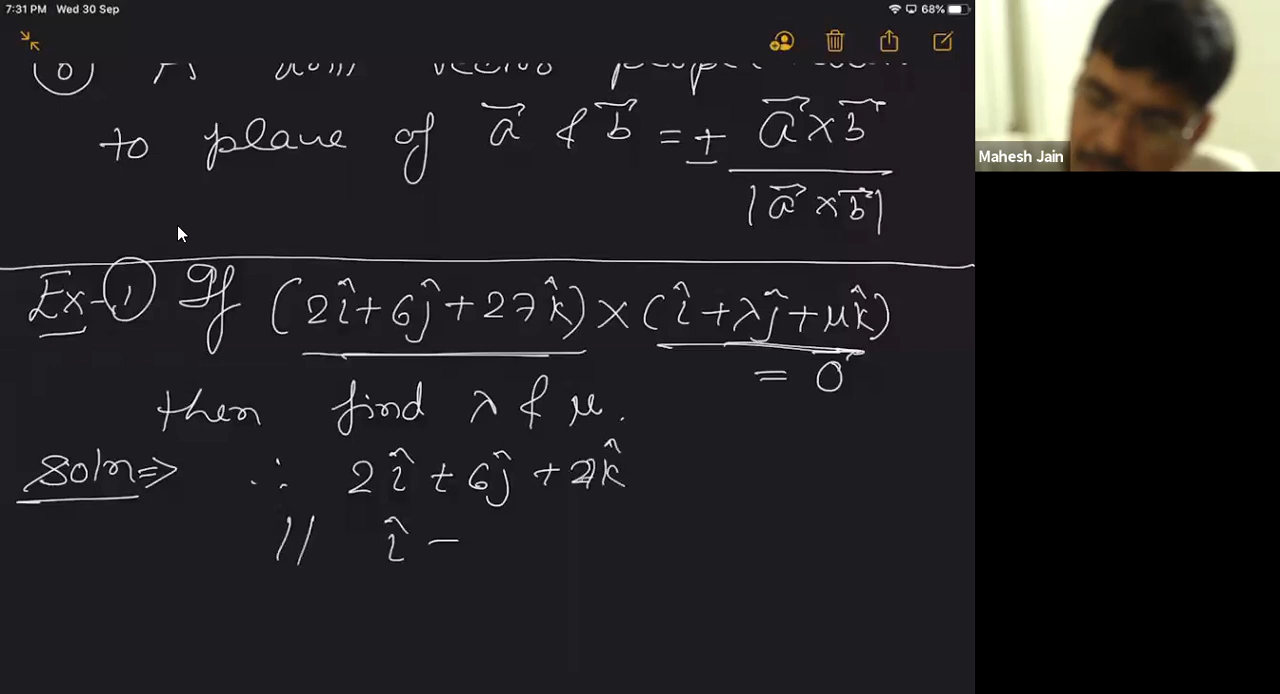 7:31 PM Wed 30 Sep 68%
to plane of a⃗ & b⃗ = ± (a⃗ × b⃗) / |a⃗ × b⃗|
Mahesh Jain
Ex-① If (2î + 6ĵ + 27k̂) × (î + λĵ + μk̂)
= 0⃗
then find λ & μ.
Soln ⇒ ∴ 2î + 6ĵ + 27k̂
// î –